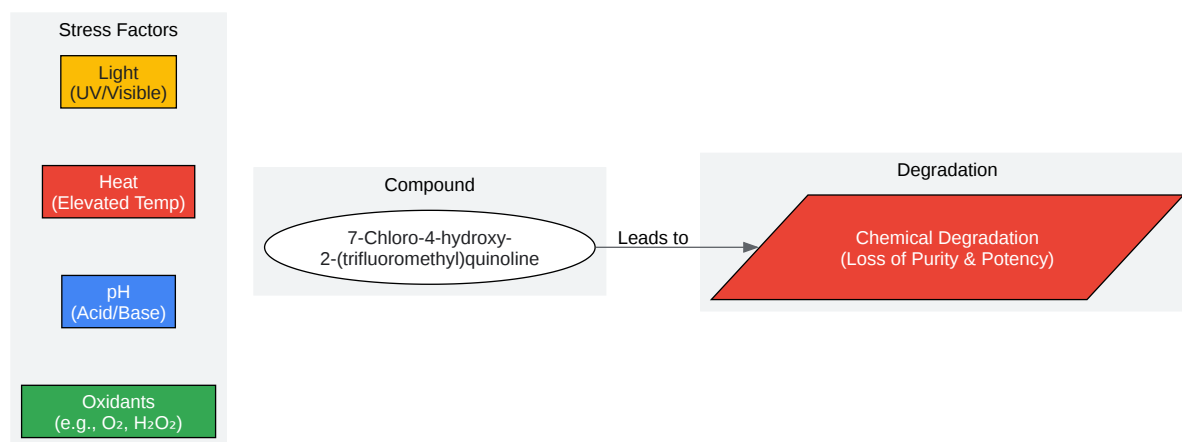 Stress Factors
Light
(UV/Visible)
Heat
(Elevated Temp)
pH
(Acid/Base)
Oxidants
(e.g., O₂, H₂O₂)
Compound
7-Chloro-4-hydroxy-
2-(trifluoromethyl)quinoline
Leads to
Degradation
Chemical Degradation
(Loss of Purity & Potency)